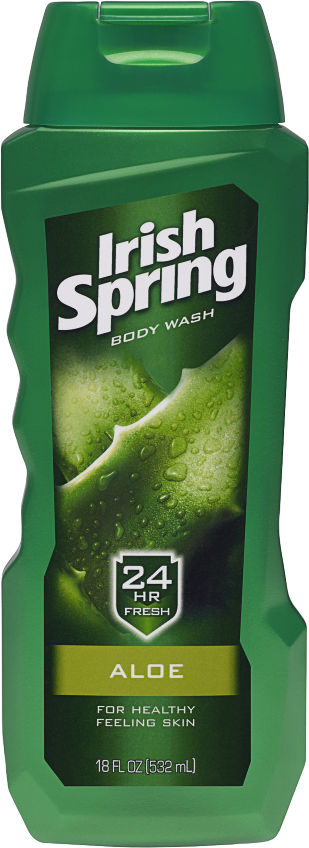 Irish
Spring
BODY WASH
24
HR
FRESH
ALOE
FOR HEALTHY
FEELING SKIN
18 FL OZ (532 mL)